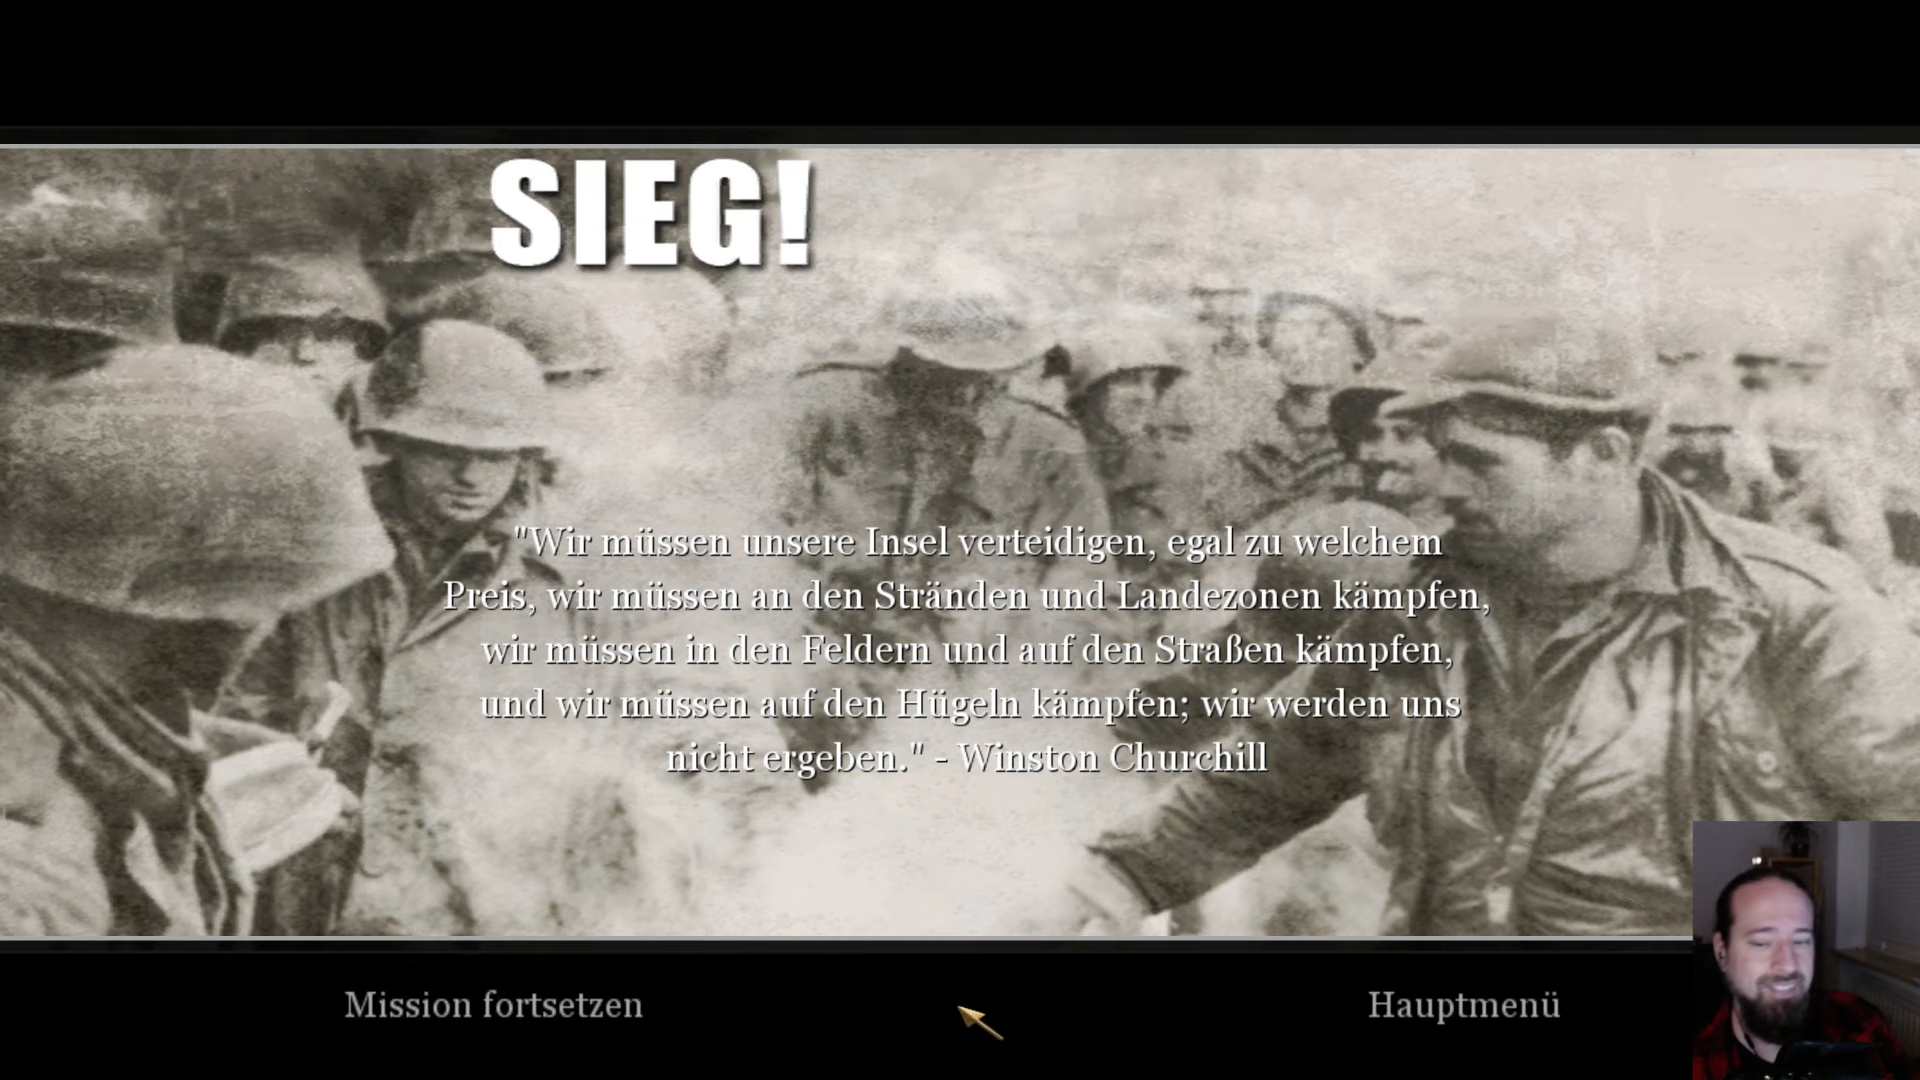 SIEG!
"Wir müssen unsere Insel verteidigen, egal zu welchem
Preis, wir müssen an den Stränden und Landezonen kämpfen,
wir müssen in den Feldern und auf den Straßen kämpfen,
und wir müssen auf den Hügeln kämpfen; wir werden uns
nicht ergeben." - Winston Churchill
Mission fortsetzen
Hauptmenü